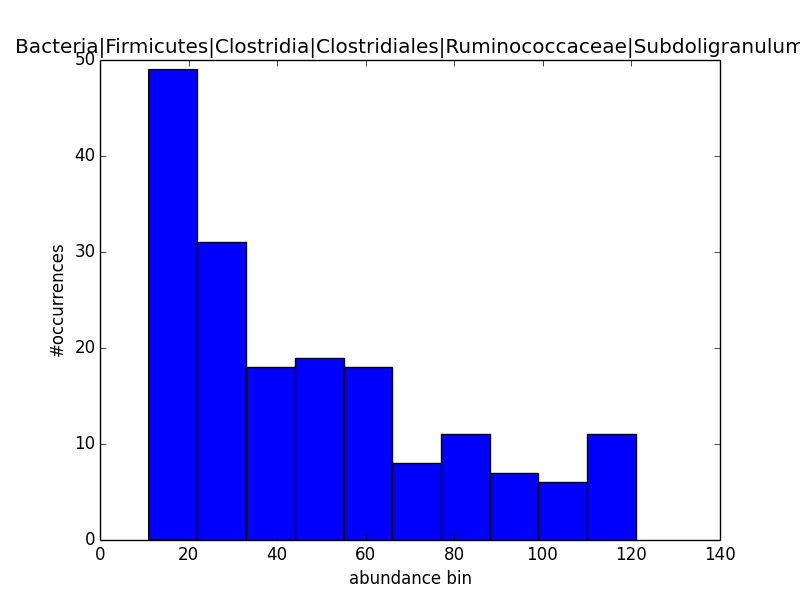 Bacteria|Firmicutes|Clostridia|Clostridiales|Ruminococcaceae|Subdoligranulum
50
40
30
20
10
0
#occurrences
0 20 40 60 80 100 120 140
abundance bin